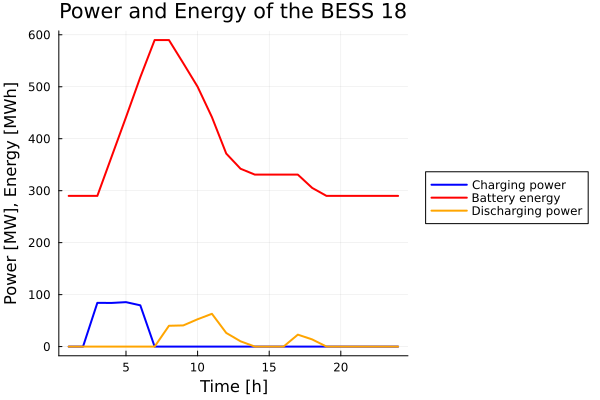 Power and Energy of the BESS 18
Power [MW], Energy [MWh]
600
500
400
300
200
100
0
5
10
15
20
Time [h]
Charging power
Battery energy
Discharging power